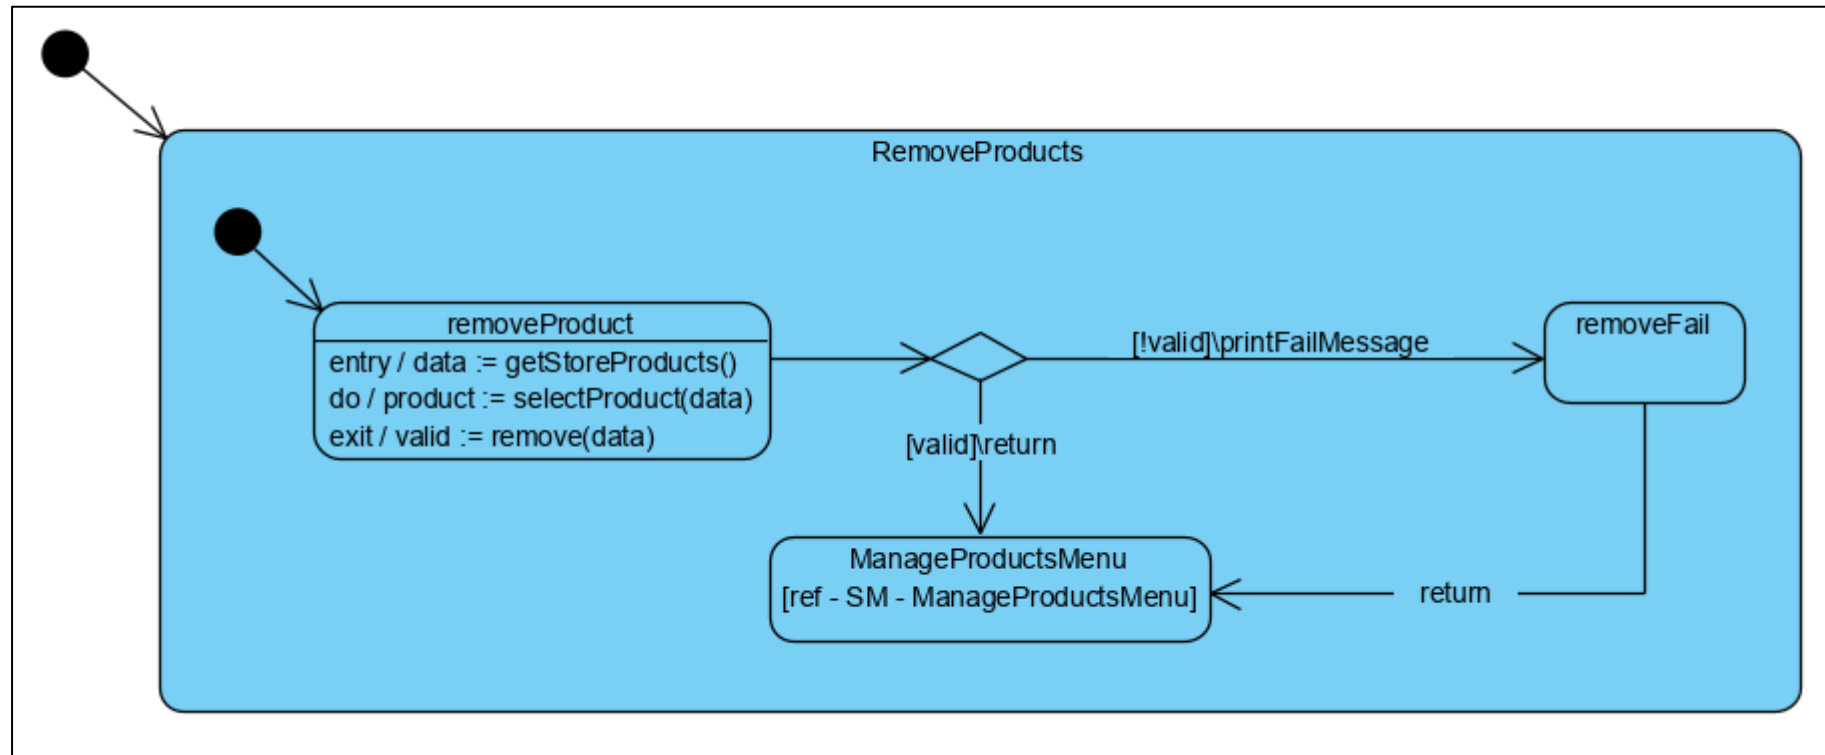 RemoveProducts
removeProduct
entry / data := getStoreProducts()
do / product := selectProduct(data)
exit / valid := remove(data)
[!valid]\printFailMessage
removeFail
[valid]\return
ManageProductsMenu
[ref - SM - ManageProductsMenu]
return